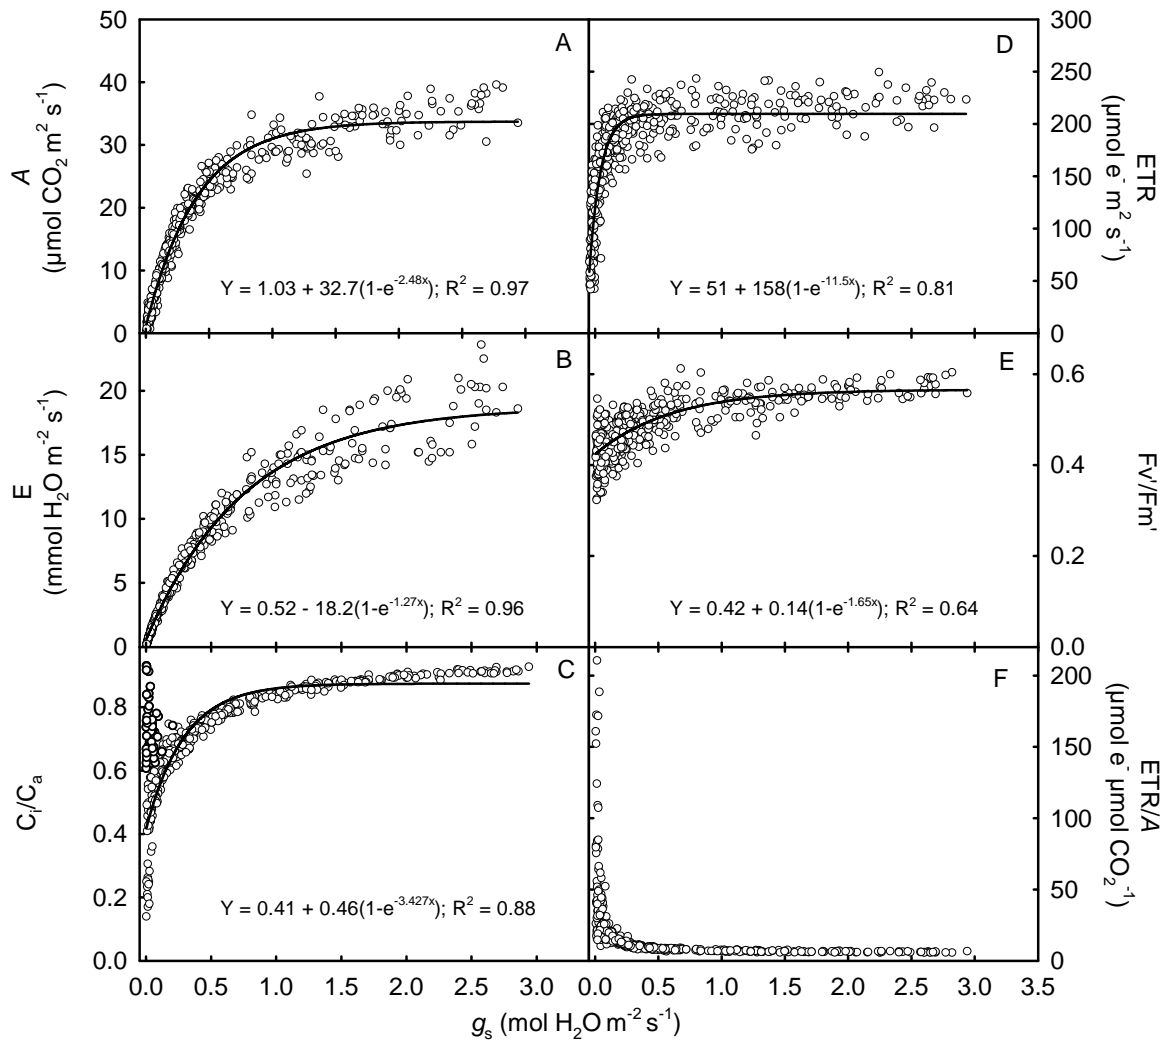 A
50
40
30
20
10
0
A
(μmol CO₂ m² s⁻¹)
Y = 1.03 + 32.7(1-e⁻²·⁴⁸ˣ); R² = 0.97
D
300
250
200
150
100
50
0
ETR
(μmol e⁻ m² s⁻¹)
Y = 51 + 158(1-e⁻¹¹·⁵ˣ); R² = 0.81
B
20
15
10
5
0
E
(mmol H₂O m⁻² s⁻¹)
Y = 0.52 - 18.2(1-e⁻¹·²⁷ˣ); R² = 0.96
E
0.6
0.4
0.2
0.0
Fv'/Fm'
Y = 0.42 + 0.14(1-e⁻¹·⁶⁵ˣ); R² = 0.64
C
0.8
0.6
0.4
0.2
0.0
Cᵢ/Cₐ
Y = 0.41 + 0.46(1-e⁻³·⁴²⁷ˣ); R² = 0.88
F
200
150
100
50
0
ETR/A
(μmol e⁻ μmol CO₂⁻¹)
0.0 0.5 1.0 1.5 2.0 2.5 3.0
0.0 0.5 1.0 1.5 2.0 2.5 3.0 3.5
gₛ (mol H₂O m⁻² s⁻¹)